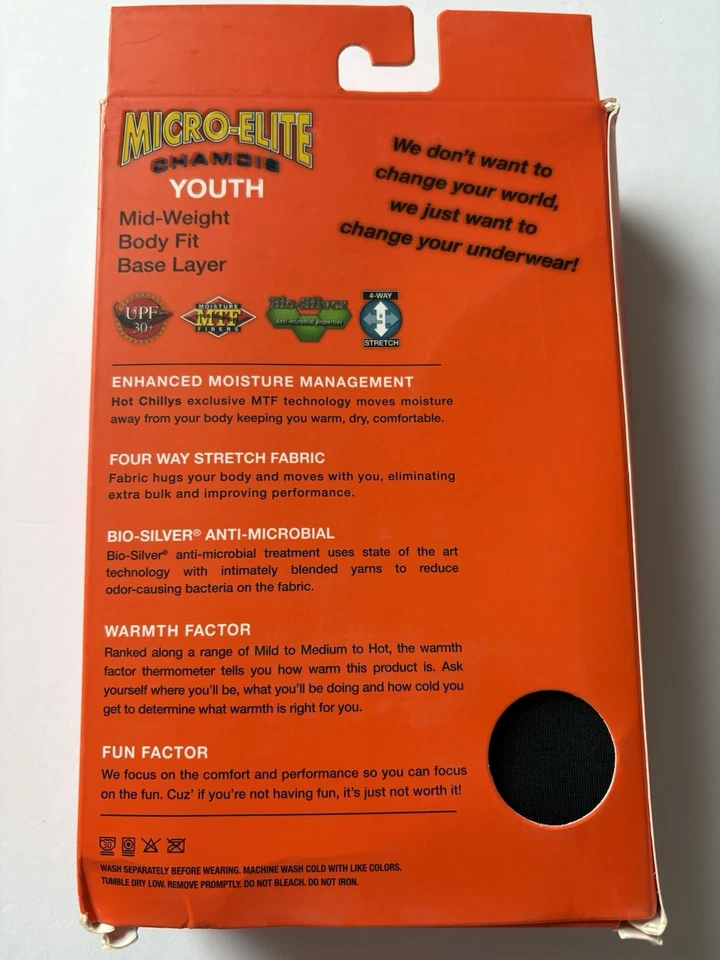 MICRO-ELITE
CHAMOIS
YOUTH
Mid-Weight
Body Fit
Base Layer
We don't want to
change your world,
we just want to
change your underwear!
UPF
30+
MOISTURE
MTF
FIBERS
Bio-Silver
Anti-microbial properties
4-WAY
STRETCH
ENHANCED MOISTURE MANAGEMENT
Hot Chillys exclusive MTF technology moves moisture
away from your body keeping you warm, dry, comfortable.
FOUR WAY STRETCH FABRIC
Fabric hugs your body and moves with you, eliminating
extra bulk and improving performance.
BIO-SILVER® ANTI-MICROBIAL
Bio-Silver® anti-microbial treatment uses state of the art
technology with intimately blended yarns to reduce
odor-causing bacteria on the fabric.
WARMTH FACTOR
Ranked along a range of Mild to Medium to Hot, the warmth
factor thermometer tells you how warm this product is. Ask
yourself where you'll be, what you'll be doing and how cold you
get to determine what warmth is right for you.
FUN FACTOR
We focus on the comfort and performance so you can focus
on the fun. Cuz' if you're not having fun, it's just not worth it!
30
WASH SEPARATELY BEFORE WEARING. MACHINE WASH COLD WITH LIKE COLORS.
TUMBLE DRY LOW. REMOVE PROMPTLY. DO NOT BLEACH. DO NOT IRON.